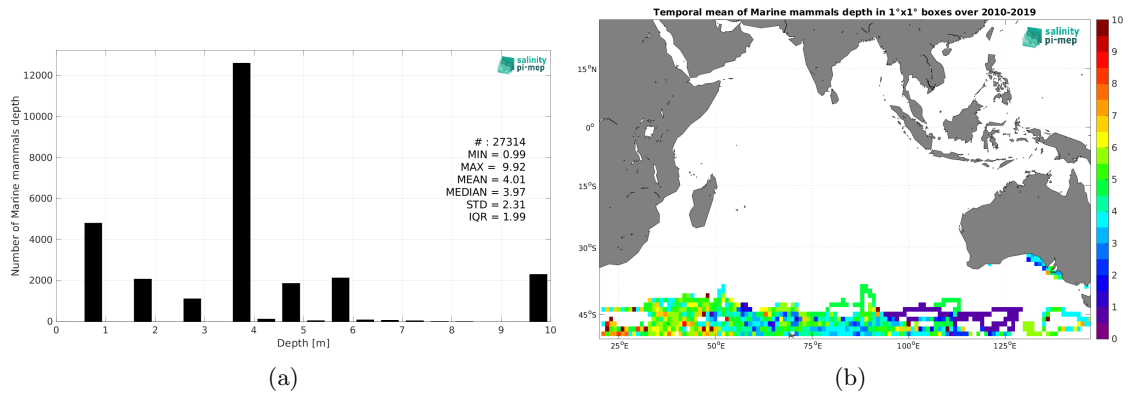 salinity
pi-mep
Number of Marine mammals depth
12000
10000
8000
6000
4000
2000
0
# : 27314
MIN = 0.99
MAX = 9.92
MEAN = 4.01
MEDIAN = 3.97
STD = 2.31
IQR = 1.99
0 1 2 3 4 5 6 7 8 9 10
Depth [m]
(a)
Temporal mean of Marine mammals depth in 1°x1° boxes over 2010-2019
salinity
pi-mep
15°N
0°
15°S
30°S
45°S
25°E 50°E 75°E 100°E 125°E
10
9
8
7
6
5
4
3
2
1
0
(b)